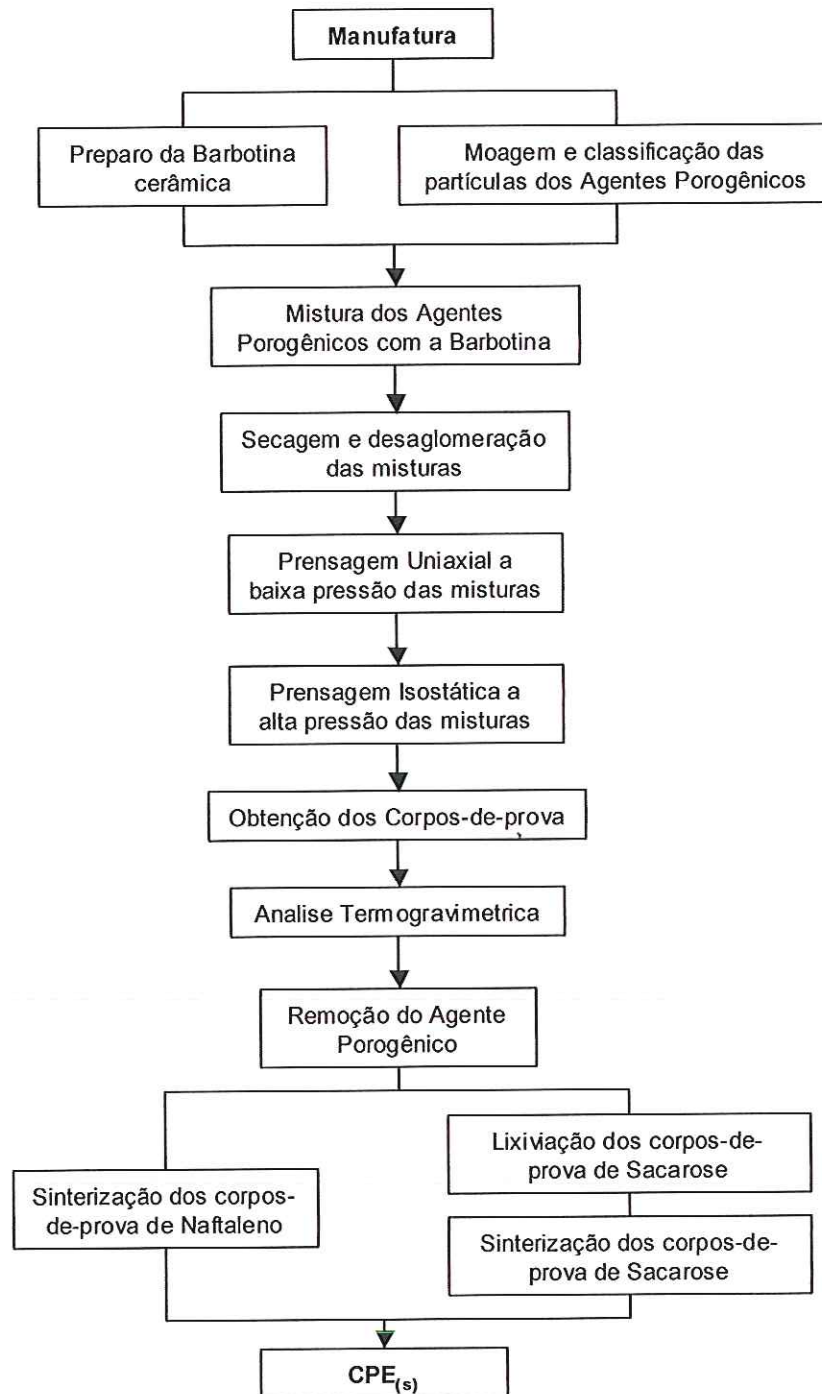 Manufatura
Preparo da Barbotina
cerâmica
Moagem e classificação das
partículas dos Agentes Porogênicos
Mistura dos Agentes
Porogênicos com a Barbotina
Secagem e desaglomeração
das misturas
Prensagem Uniaxial a
baixa pressão das misturas
Prensagem Isostática a
alta pressão das misturas
Obtenção dos Corpos-de-prova
Analise Termogravimetrica
Remoção do Agente
Porogênico
Sinterização dos corpos-
de-prova de Naftaleno
Lixiviação dos corpos-de-
prova de Sacarose
Sinterização dos corpos-de-
prova de Sacarose
CPE(s)